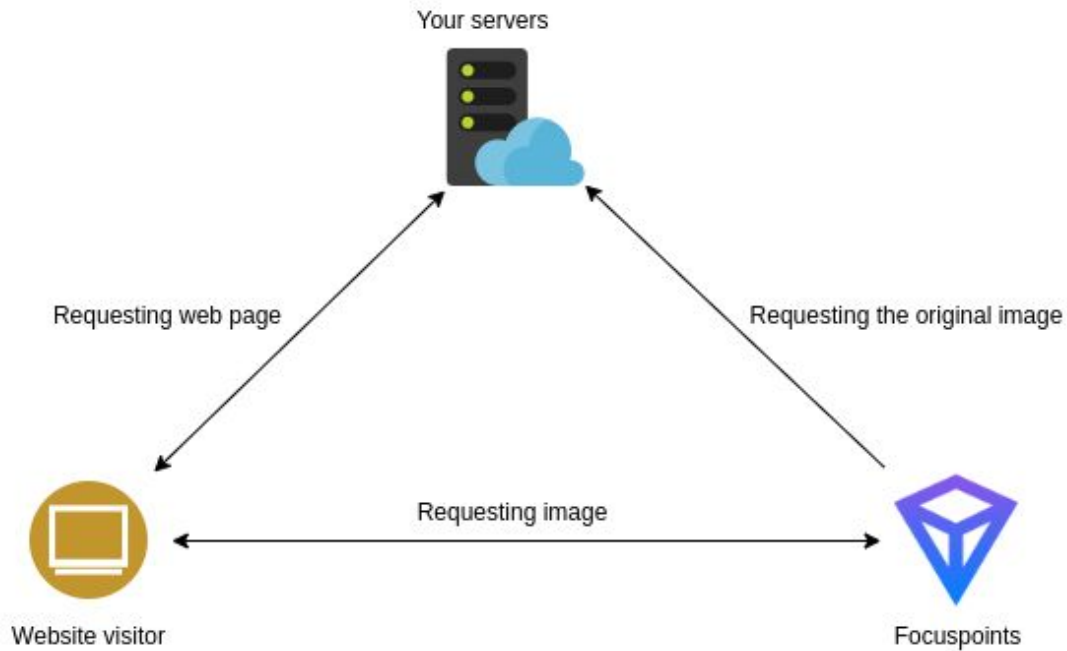 Your servers
Requesting web page
Requesting the original image
Requesting image
Website visitor
Focuspoints